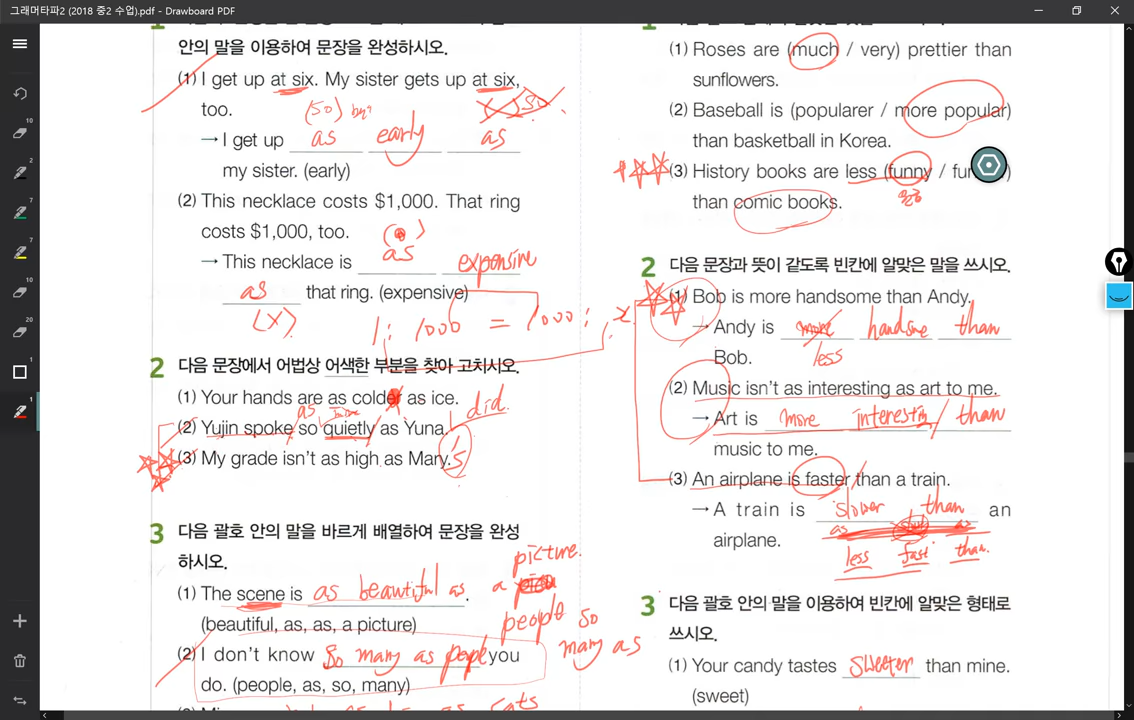 그래머타파2 (2018 중2 수업).pdf - Drawboard PDF
안의 말을 이용하여 문장을 완성하시오.
(1) I get up at six. My sister gets up at six,
too.
(so)
so
→ I get up as early as
my sister. (early)
(2) This necklace costs $1,000. That ring
costs $1,000, too.
→ This necklace is as expensive
as that ring. (expensive)
(X)
1 : 1000 = 1000 : x
2 다음 문장에서 어법상 어색한 부분을 찾아 고치시오.
(1) Your hands are as colder as ice.
as did.
(2) Yujin spoke so quietly as Yuna.
(3) My grade isn't as high as Mary.'s
3 다음 괄호 안의 말을 바르게 배열하여 문장을 완성
하시오.
picture.
(1) The scene is as beautiful as . a
(beautiful, as, as, a picture)
people so
many as
(2) I don't know so many as people you
do. (people, as, so, many)
as cats
1
(1) Roses are (much / very) prettier than
sunflowers.
(2) Baseball is (popularer / more popular)
than basketball in Korea.
(3) History books are less (funny /
than comic books.
2 다음 문장과 뜻이 같도록 빈칸에 알맞은 말을 쓰시오.
(1) Bob is more handsome than Andy.
→ Andy is more handsome than
Bob. less
(2) Music isn't as interesting as art to me.
→ Art is more interesting than
music to me.
(3) An airplane is faster than a train.
→ A train is slower than an
as as
airplane. less fast than.
3 다음 괄호 안의 말을 이용하여 빈칸에 알맞은 형태로
쓰시오.
(1) Your candy tastes sweeter than mine.
(sweet)